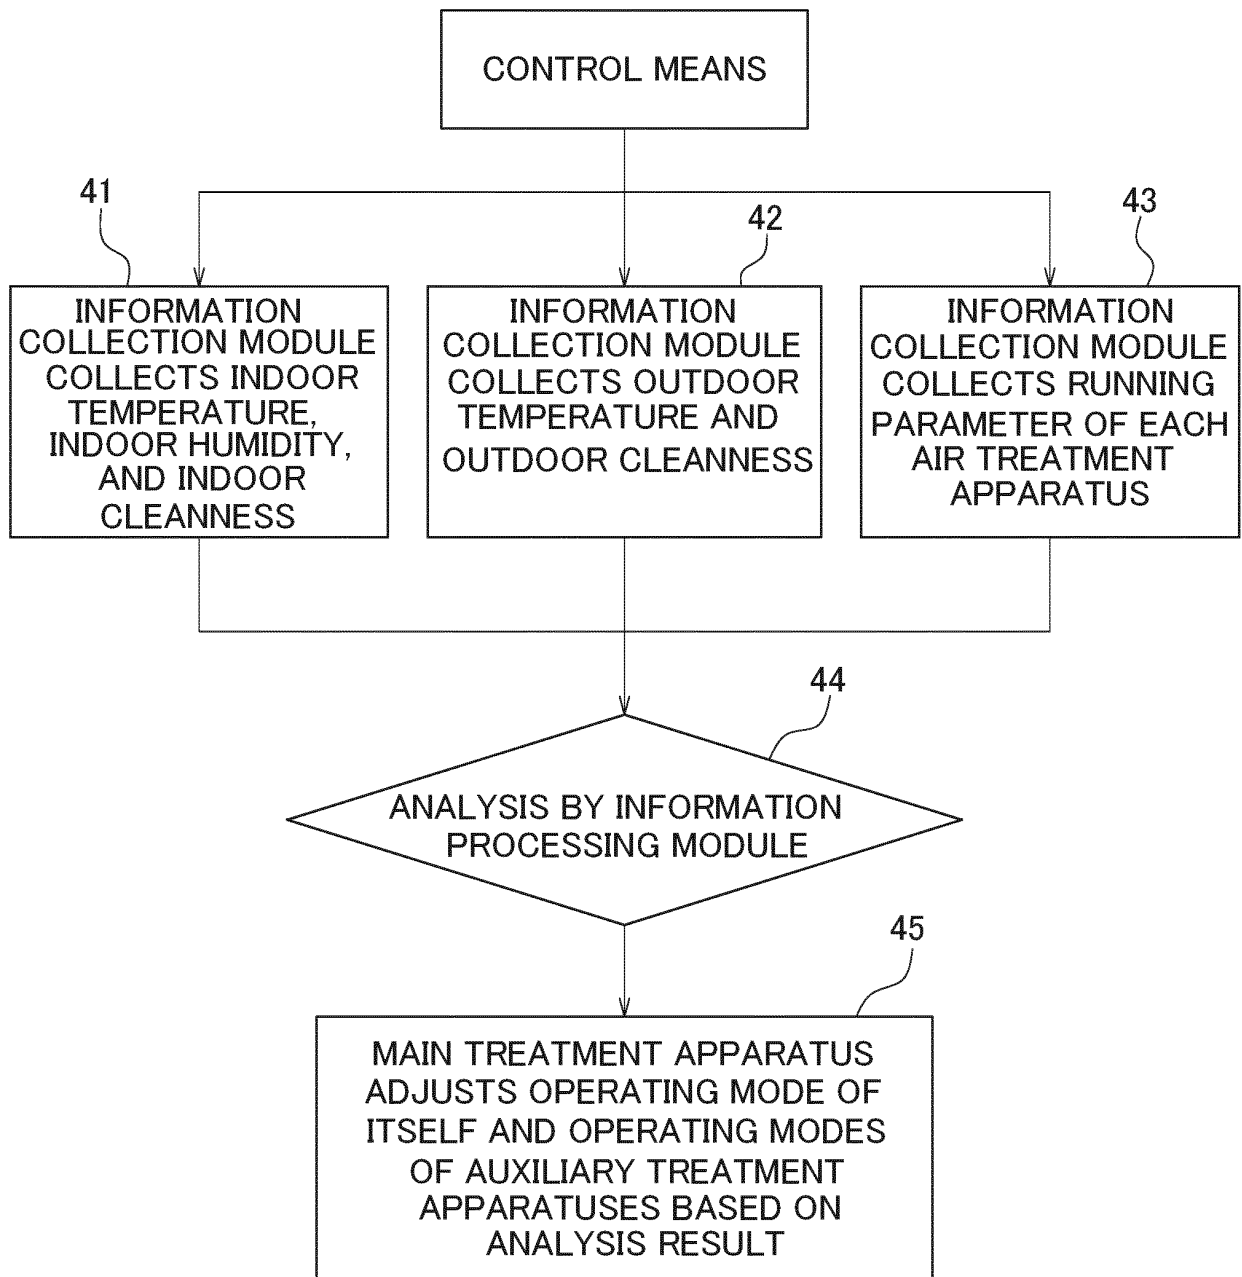 CONTROL MEANS
41
42
43
INFORMATION
COLLECTION MODULE
COLLECTS INDOOR
TEMPERATURE,
INDOOR HUMIDITY,
AND INDOOR
CLEANNESS
INFORMATION
COLLECTION MODULE
COLLECTS OUTDOOR
TEMPERATURE AND
OUTDOOR CLEANNESS
INFORMATION
COLLECTION MODULE
COLLECTS RUNNING
PARAMETER OF EACH
AIR TREATMENT
APPARATUS
44
ANALYSIS BY INFORMATION
PROCESSING MODULE
45
MAIN TREATMENT APPARATUS
ADJUSTS OPERATING MODE OF
ITSELF AND OPERATING MODES
OF AUXILIARY TREATMENT
APPARATUSES BASED ON
ANALYSIS RESULT